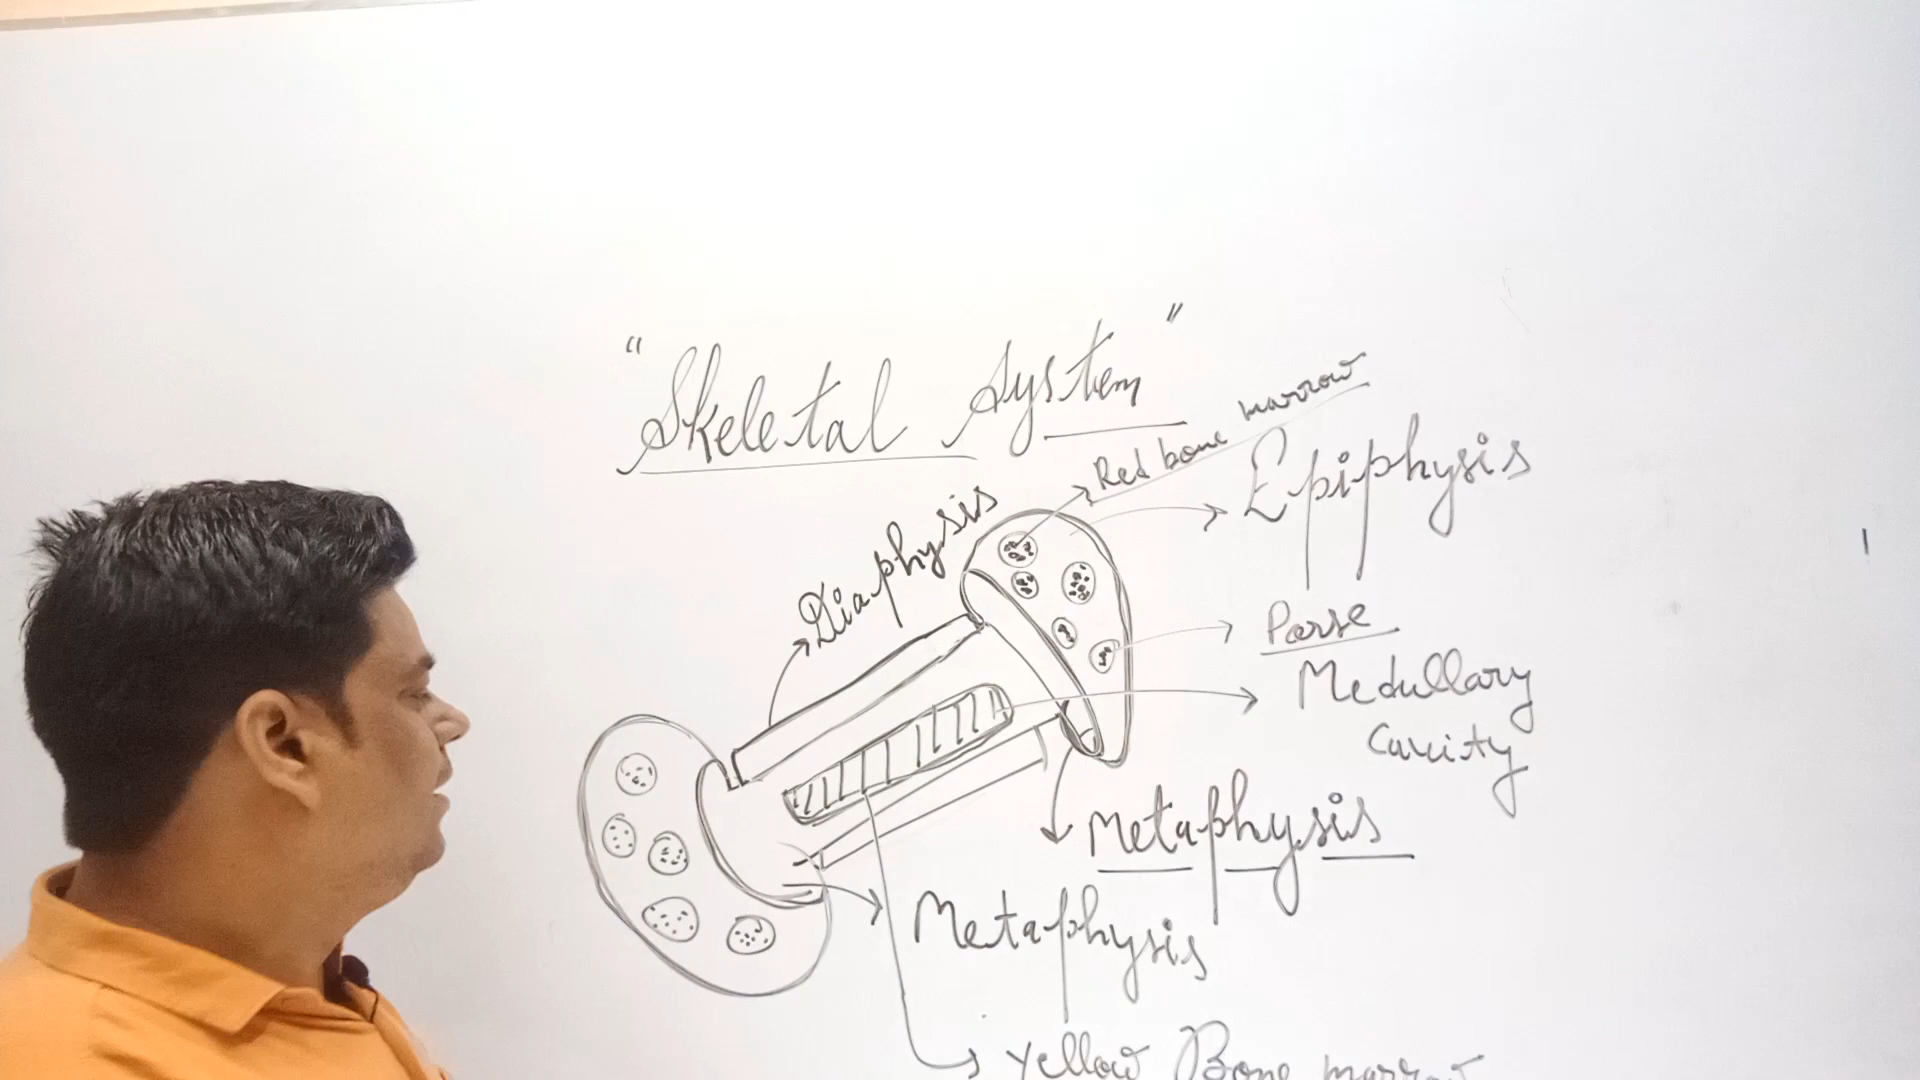 "Skeletal System"
Red bone marrow
Epiphysis
Diaphysis
Porse
Medullary
Cavity
Metaphysis
Metaphysis
Yellow Bone marrow